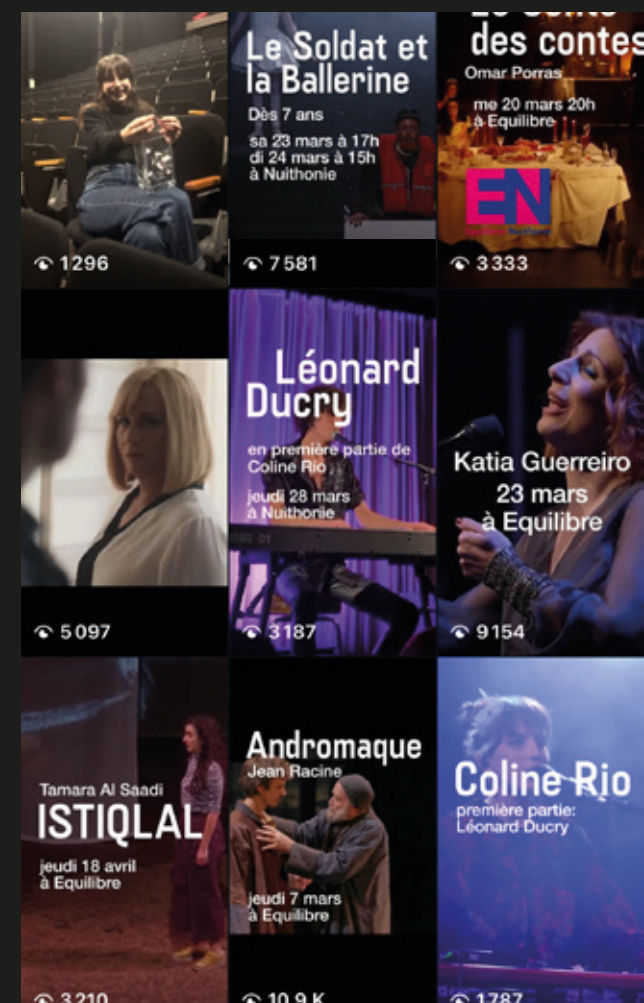 1296
Le Soldat et
la Ballerine
Dès 7 ans
sa 23 mars à 17h
di 24 mars à 15h
à Nuithonie
7581
des contes
Omar Porras
me 20 mars 20h
à Equilibre
EN
3333
5097
Léonard
Ducry
en première partie de
Coline Rio
jeudi 28 mars
à Nuithonie
3187
Katia Guerreiro
23 mars
à Equilibre
9154
Tamara Al Saadi
ISTIQLAL
jeudi 18 avril
à Equilibre
3210
Andromaque
Jean Racine
jeudi 7 mars
à Equilibre
10,9 K
Coline Rio
première partie:
Léonard Ducry
1787